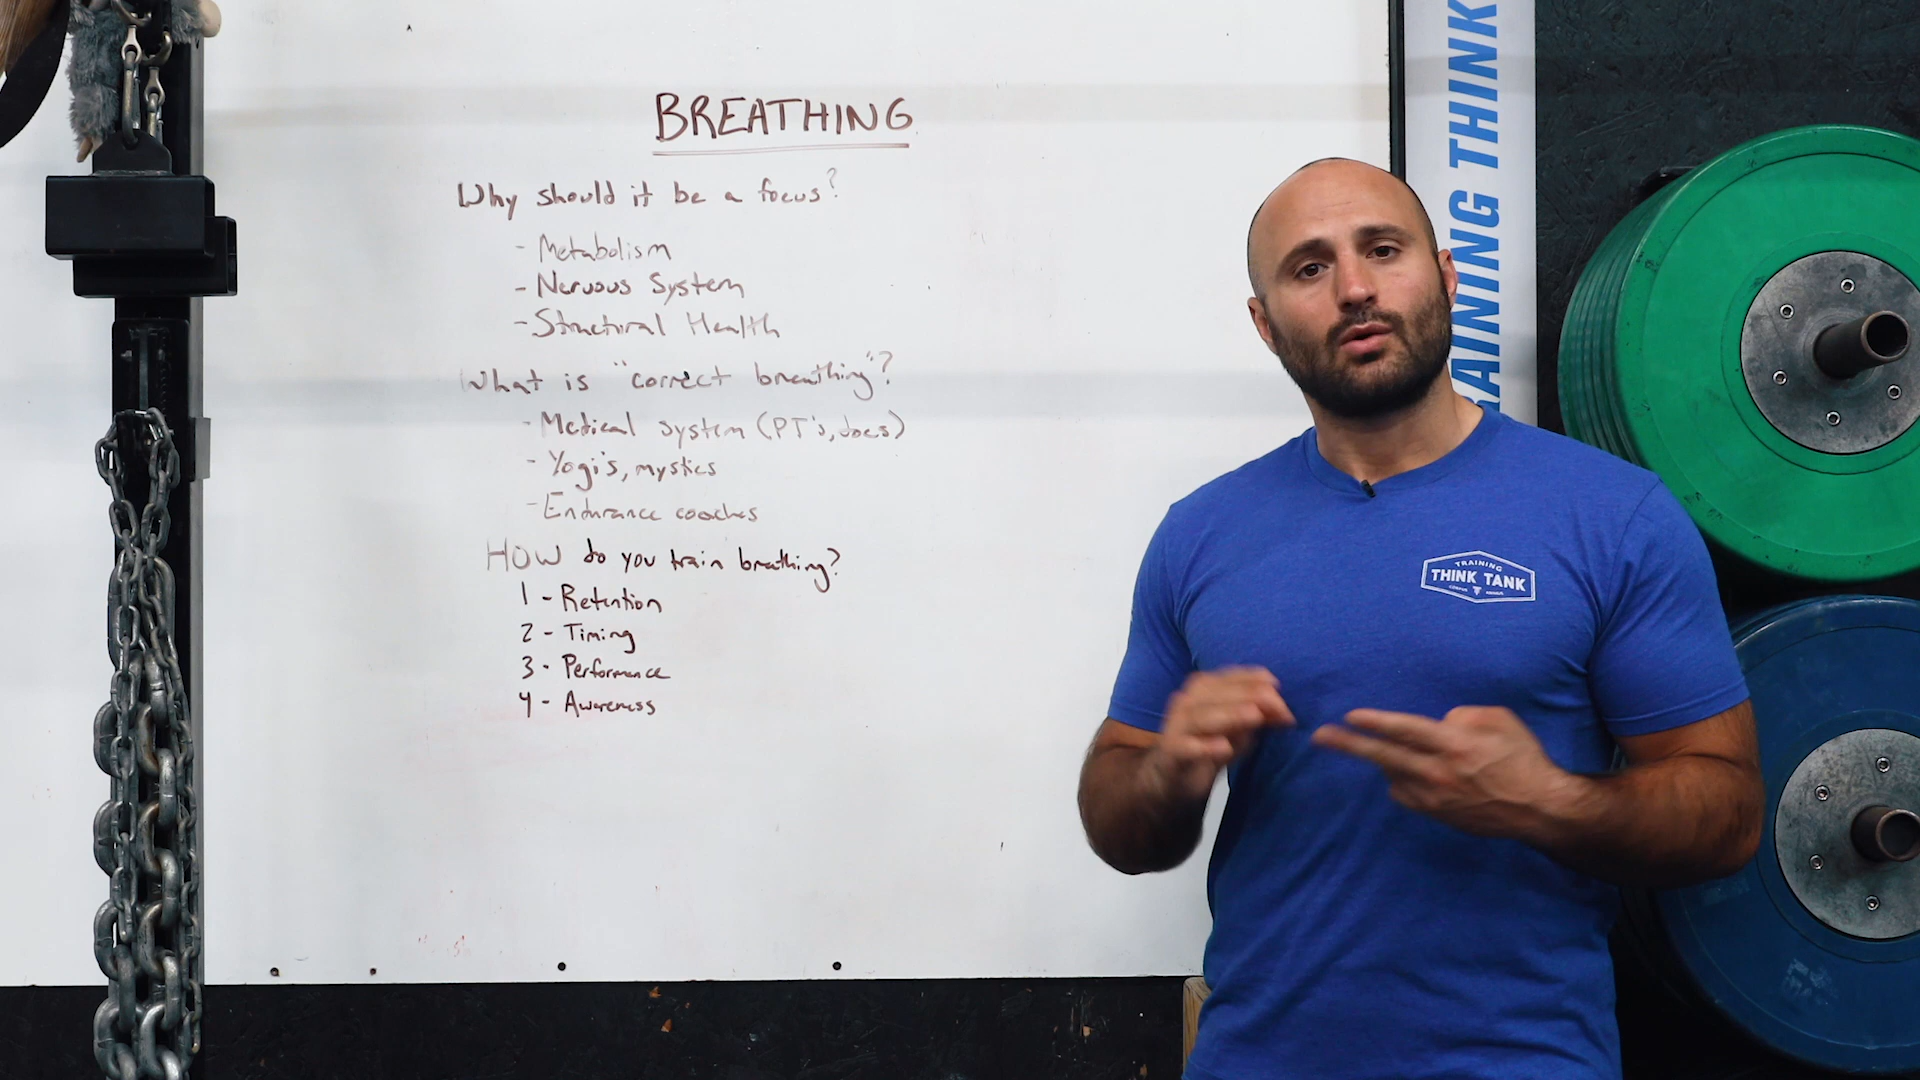 BREATHING
Why should it be a focus?
- Metabolism
- Nervous System
- Structural Health
What is "correct breathing"?
- Medical system (PT's, docs)
- Yogi's, mystics
- Endurance coaches
HOW do you train breathing?
1 - Retention
2 - Timing
3 - Performance
4 - Awareness
RAINING THINK
TRAINING
THINK TANK